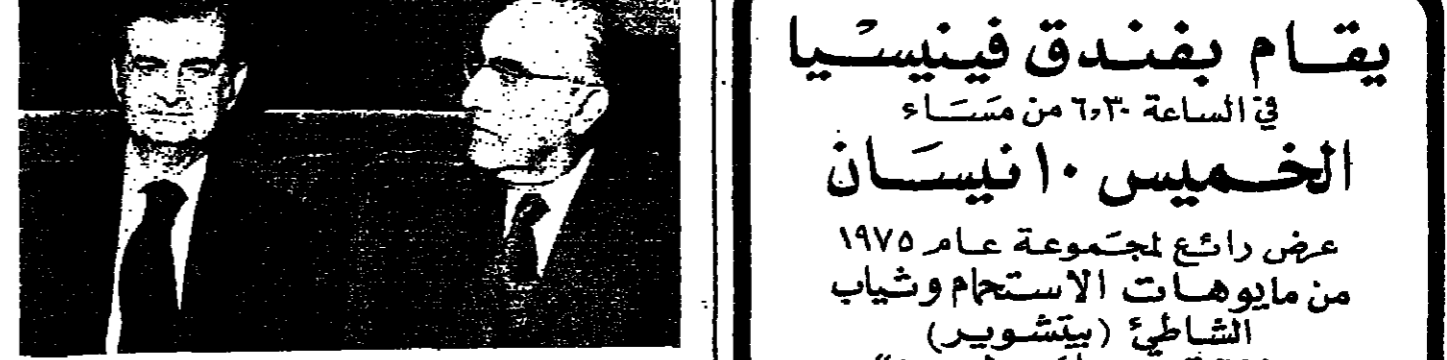 يقام بفندق فينيسيا
في الساعة ٦,٣٠ من مساء
الخميس ١٠ نيسان
عرض رائع لمجموعة عام ١٩٧٥
من مايوهات الاستحمام وثياب
الشاطئ (بيتشوير)